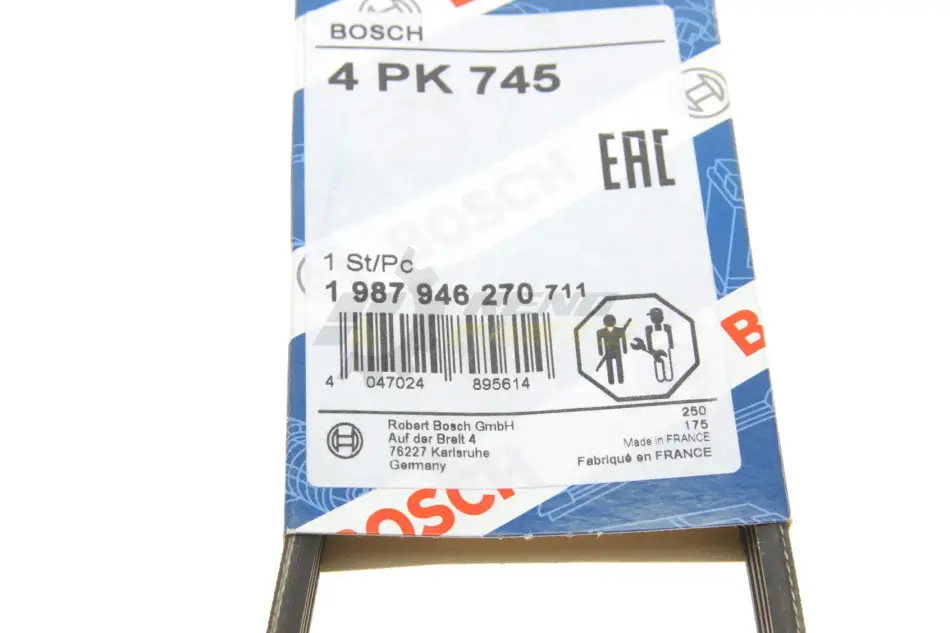 BOSCH
4 PK 745
EAC
BOSCH
1 St/Pc
1 987 946 270 711
4 047024 895614
B
Robert Bosch GmbH
Auf der Breit 4
76227 Karlsruhe
Germany
250
175
Made in FRANCE
Fabriqué en FRANCE
BOSCH